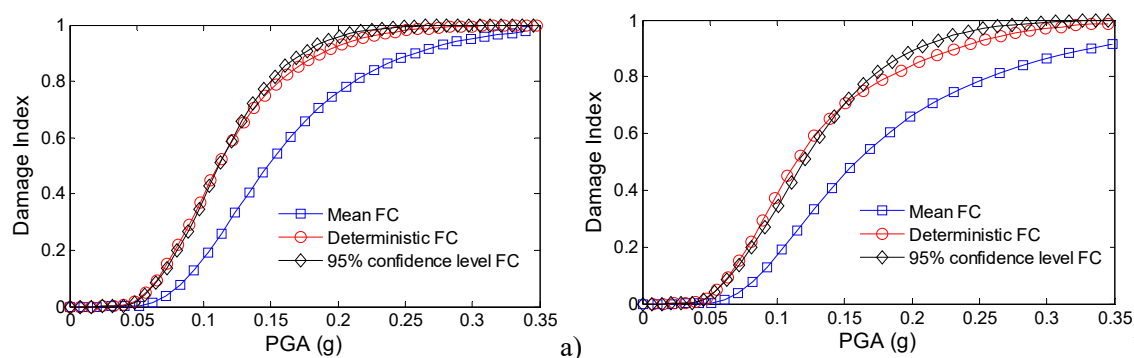 1
0.8
0.6
0.4
0.2
0
Damage Index
Mean FC
Deterministic FC
95% confidence level FC
0 0.05 0.1 0.15 0.2 0.25 0.3 0.35
PGA (g)
a)
1
0.8
0.6
0.4
0.2
0
Damage Index
Mean FC
Deterministic FC
95% confidence level FC
0 0.05 0.1 0.15 0.2 0.25 0.3 0.35
PGA (g)